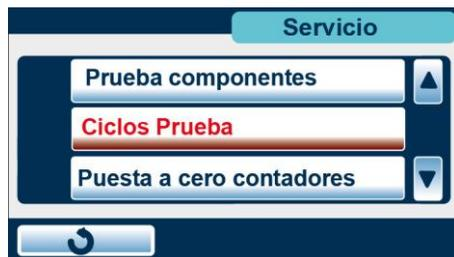 Servicio
Prueba componentes
Ciclos Prueba
Puesta a cero contadores